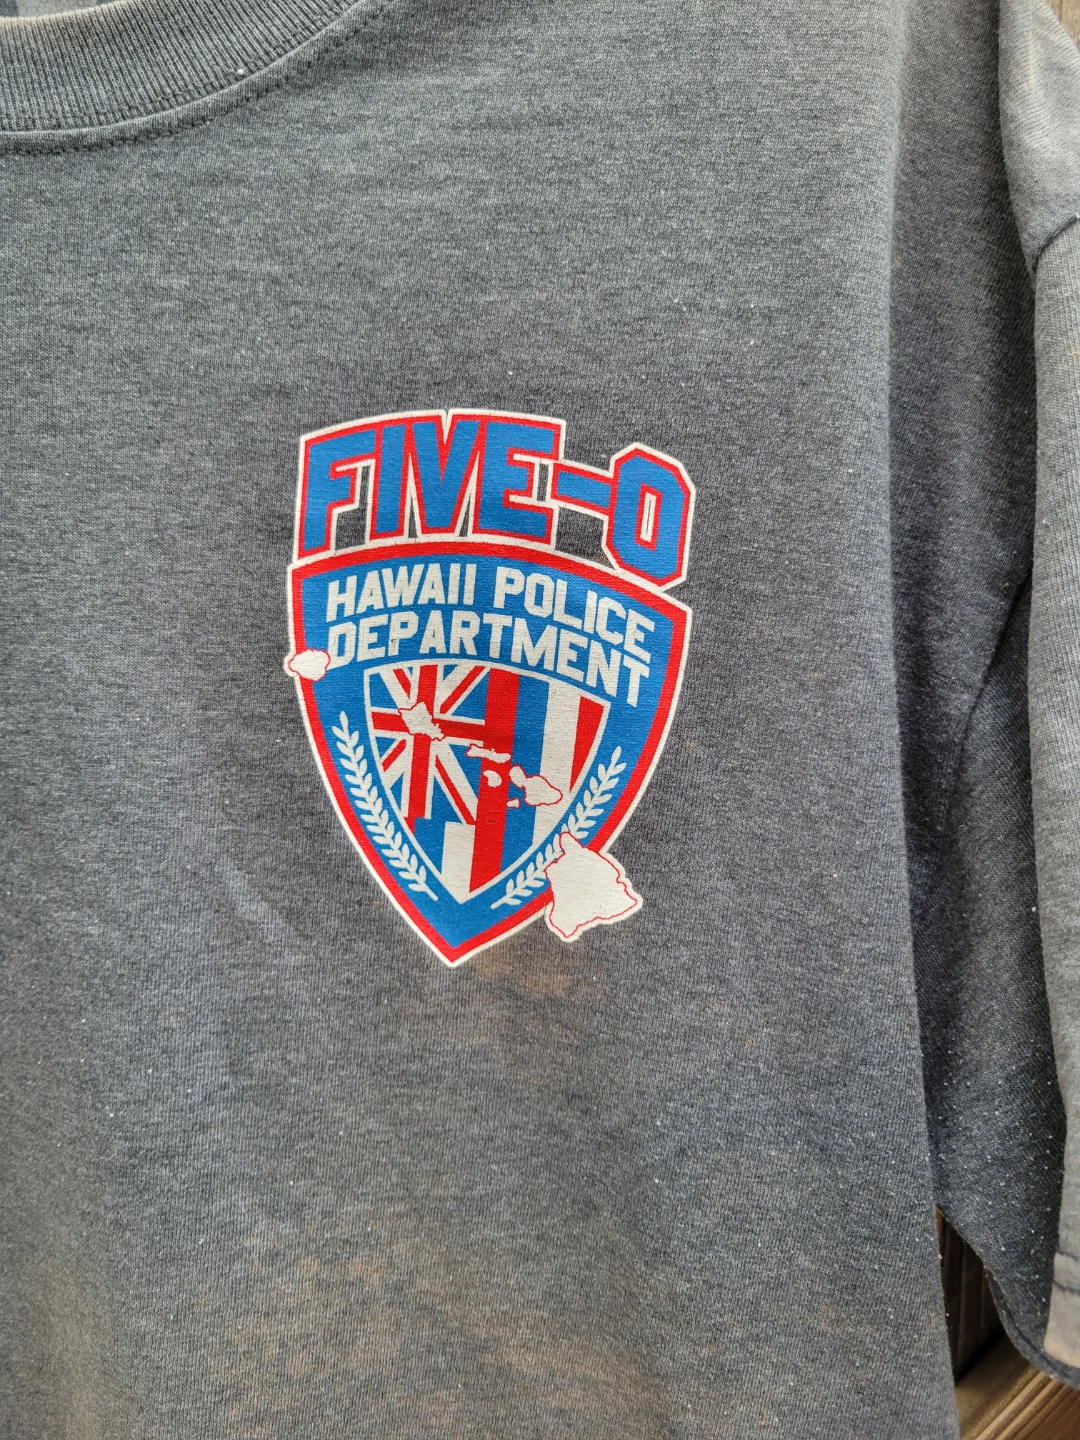 FIVE-0
HAWAII POLICE
DEPARTMENT